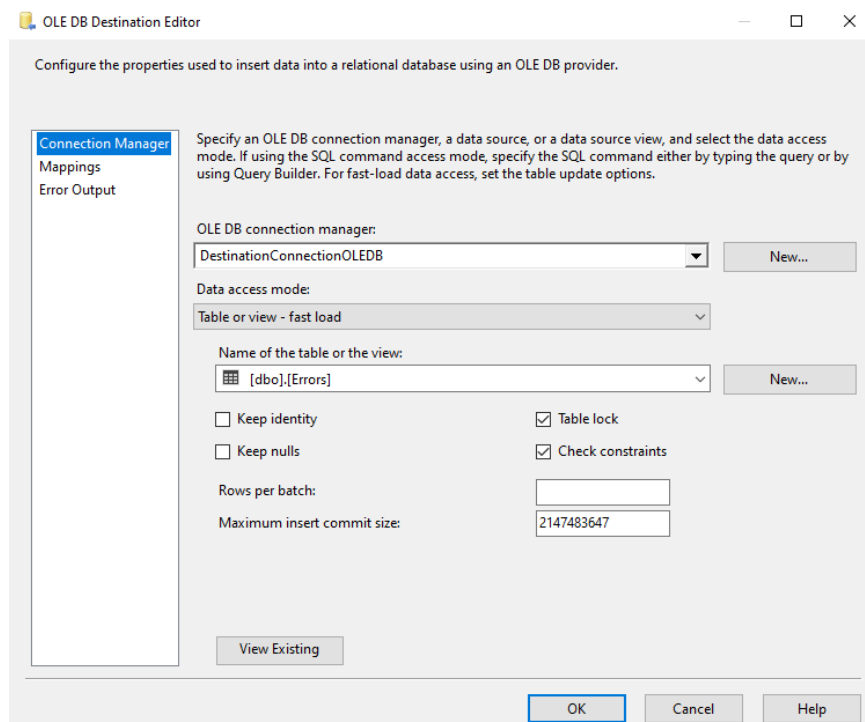 OLE DB Destination Editor
Configure the properties used to insert data into a relational database using an OLE DB provider.
Connection Manager
Mappings
Error Output
Specify an OLE DB connection manager, a data source, or a data source view, and select the data access
mode. If using the SQL command access mode, specify the SQL command either by typing the query or by
using Query Builder. For fast-load data access, set the table update options.
OLE DB connection manager:
DestinationConnectionOLEDB
New...
Data access mode:
Table or view - fast load
Name of the table or the view:
[dbo].[Errors]
New...
Keep identity
Table lock
Keep nulls
Check constraints
Rows per batch:
Maximum insert commit size:
2147483647
View Existing
OK
Cancel
Help